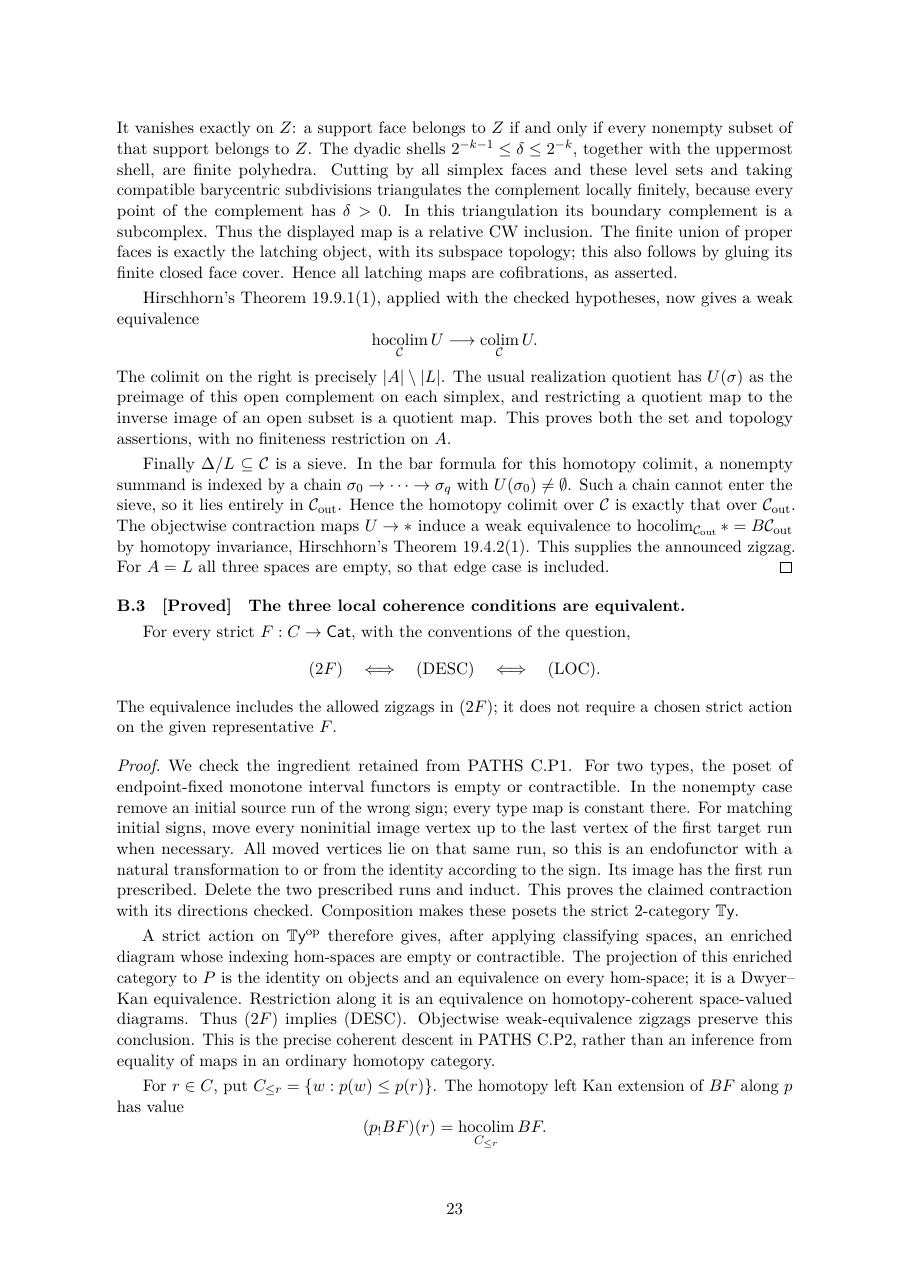 It vanishes exactly on Z: a support face belongs to Z if and only if every nonempty subset of
that support belongs to Z. The dyadic shells 2^{−k−1} ≤ δ ≤ 2^{−k}, together with the uppermost
shell, are finite polyhedra. Cutting by all simplex faces and these level sets and taking
compatible barycentric subdivisions triangulates the complement locally finitely, because every
point of the complement has δ > 0. In this triangulation its boundary complement is a
subcomplex. Thus the displayed map is a relative CW inclusion. The finite union of proper
faces is exactly the latching object, with its subspace topology; this also follows by gluing its
finite closed face cover. Hence all latching maps are cofibrations, as asserted.
Hirschhorn's Theorem 19.9.1(1), applied with the checked hypotheses, now gives a weak
equivalence
hocolim_{𝒞} U ⟶ colim_{𝒞} U.
The colimit on the right is precisely |A| \ |L|. The usual realization quotient has U(σ) as the
preimage of this open complement on each simplex, and restricting a quotient map to the
inverse image of an open subset is a quotient map. This proves both the set and topology
assertions, with no finiteness restriction on A.
Finally Δ/L ⊆ 𝒞 is a sieve. In the bar formula for this homotopy colimit, a nonempty
summand is indexed by a chain σ₀ → ⋯ → σ_q with U(σ₀) ≠ ∅. Such a chain cannot enter the
sieve, so it lies entirely in 𝒞_{out}. Hence the homotopy colimit over 𝒞 is exactly that over 𝒞_{out}.
The objectwise contraction maps U → ∗ induce a weak equivalence to hocolim_{𝒞_{out}} ∗ = B𝒞_{out}
by homotopy invariance, Hirschhorn's Theorem 19.4.2(1). This supplies the announced zigzag.
For A = L all three spaces are empty, so that edge case is included. □
B.3 [Proved] The three local coherence conditions are equivalent.
For every strict F : C → Cat, with the conventions of the question,
(2F) ⟺ (DESC) ⟺ (LOC).
The equivalence includes the allowed zigzags in (2F); it does not require a chosen strict action
on the given representative F.
Proof. We check the ingredient retained from PATHS C.P1. For two types, the poset of
endpoint-fixed monotone interval functors is empty or contractible. In the nonempty case
remove an initial source run of the wrong sign; every type map is constant there. For matching
initial signs, move every noninitial image vertex up to the last vertex of the first target run
when necessary. All moved vertices lie on that same run, so this is an endofunctor with a
natural transformation to or from the identity according to the sign. Its image has the first run
prescribed. Delete the two prescribed runs and induct. This proves the claimed contraction
with its directions checked. Composition makes these posets the strict 2-category 𝕋y.
A strict action on 𝕋y^{op} therefore gives, after applying classifying spaces, an enriched
diagram whose indexing hom-spaces are empty or contractible. The projection of this enriched
category to P is the identity on objects and an equivalence on every hom-space; it is a Dwyer–
Kan equivalence. Restriction along it is an equivalence on homotopy-coherent space-valued
diagrams. Thus (2F) implies (DESC). Objectwise weak-equivalence zigzags preserve this
conclusion. This is the precise coherent descent in PATHS C.P2, rather than an inference from
equality of maps in an ordinary homotopy category.
For r ∈ C, put C_{≤r} = {w : p(w) ≤ p(r)}. The homotopy left Kan extension of BF along p
has value
(p_!BF)(r) = hocolim_{C_{≤r}} BF.
23